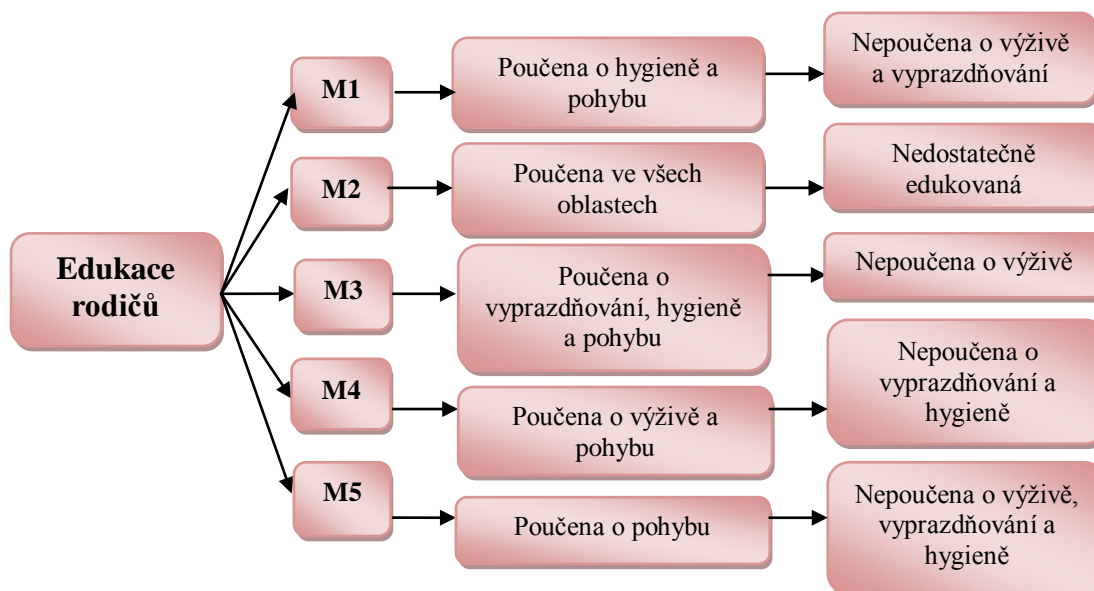 Edukace
rodičů
M1
Poučena o hygieně a
pohybu
Nepoučena o výživě
a vyprazdňování
M2
Poučena ve všech
oblastech
Nedostatečně
edukovaná
M3
Poučena o
vyprazdňování, hygieně
a pohybu
Nepoučena o výživě
M4
Poučena o výživě a
pohybu
Nepoučena o
vyprazdňování a
hygieně
M5
Poučena o pohybu
Nepoučena o výživě,
vyprazdňování a
hygieně